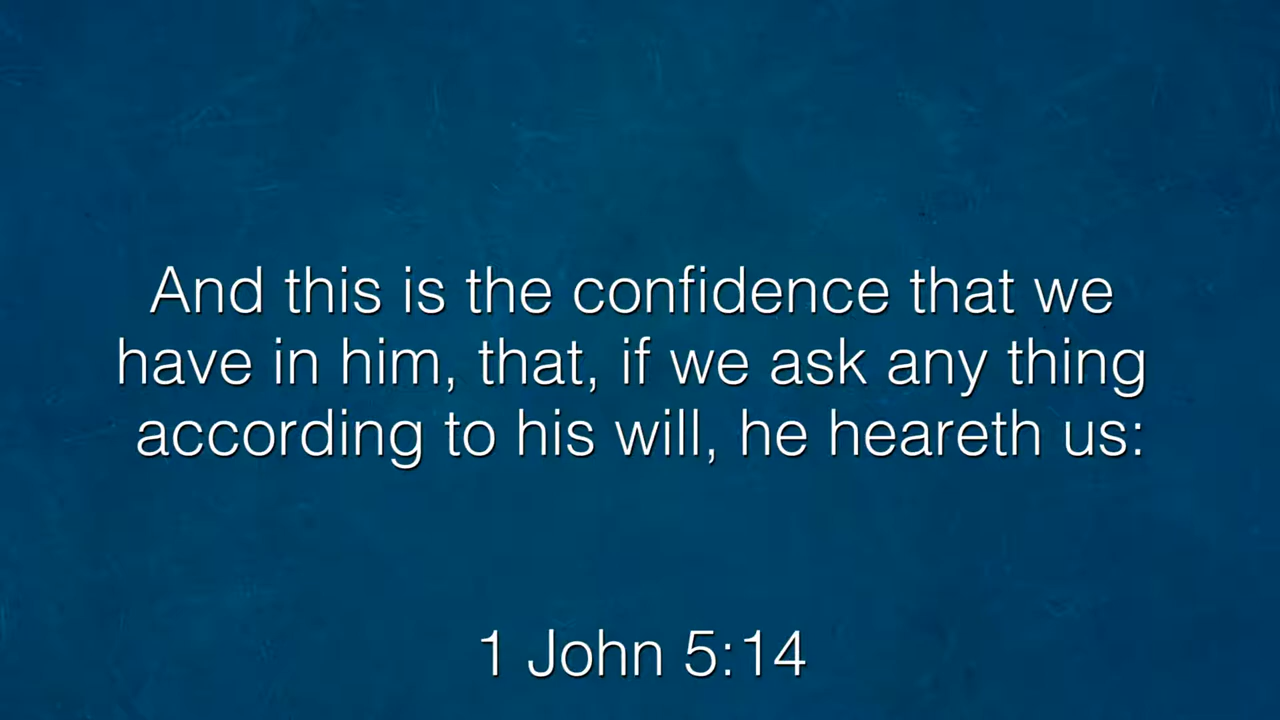 And this is the confidence that we
have in him, that, if we ask any thing
according to his will, he heareth us:
1 John 5:14